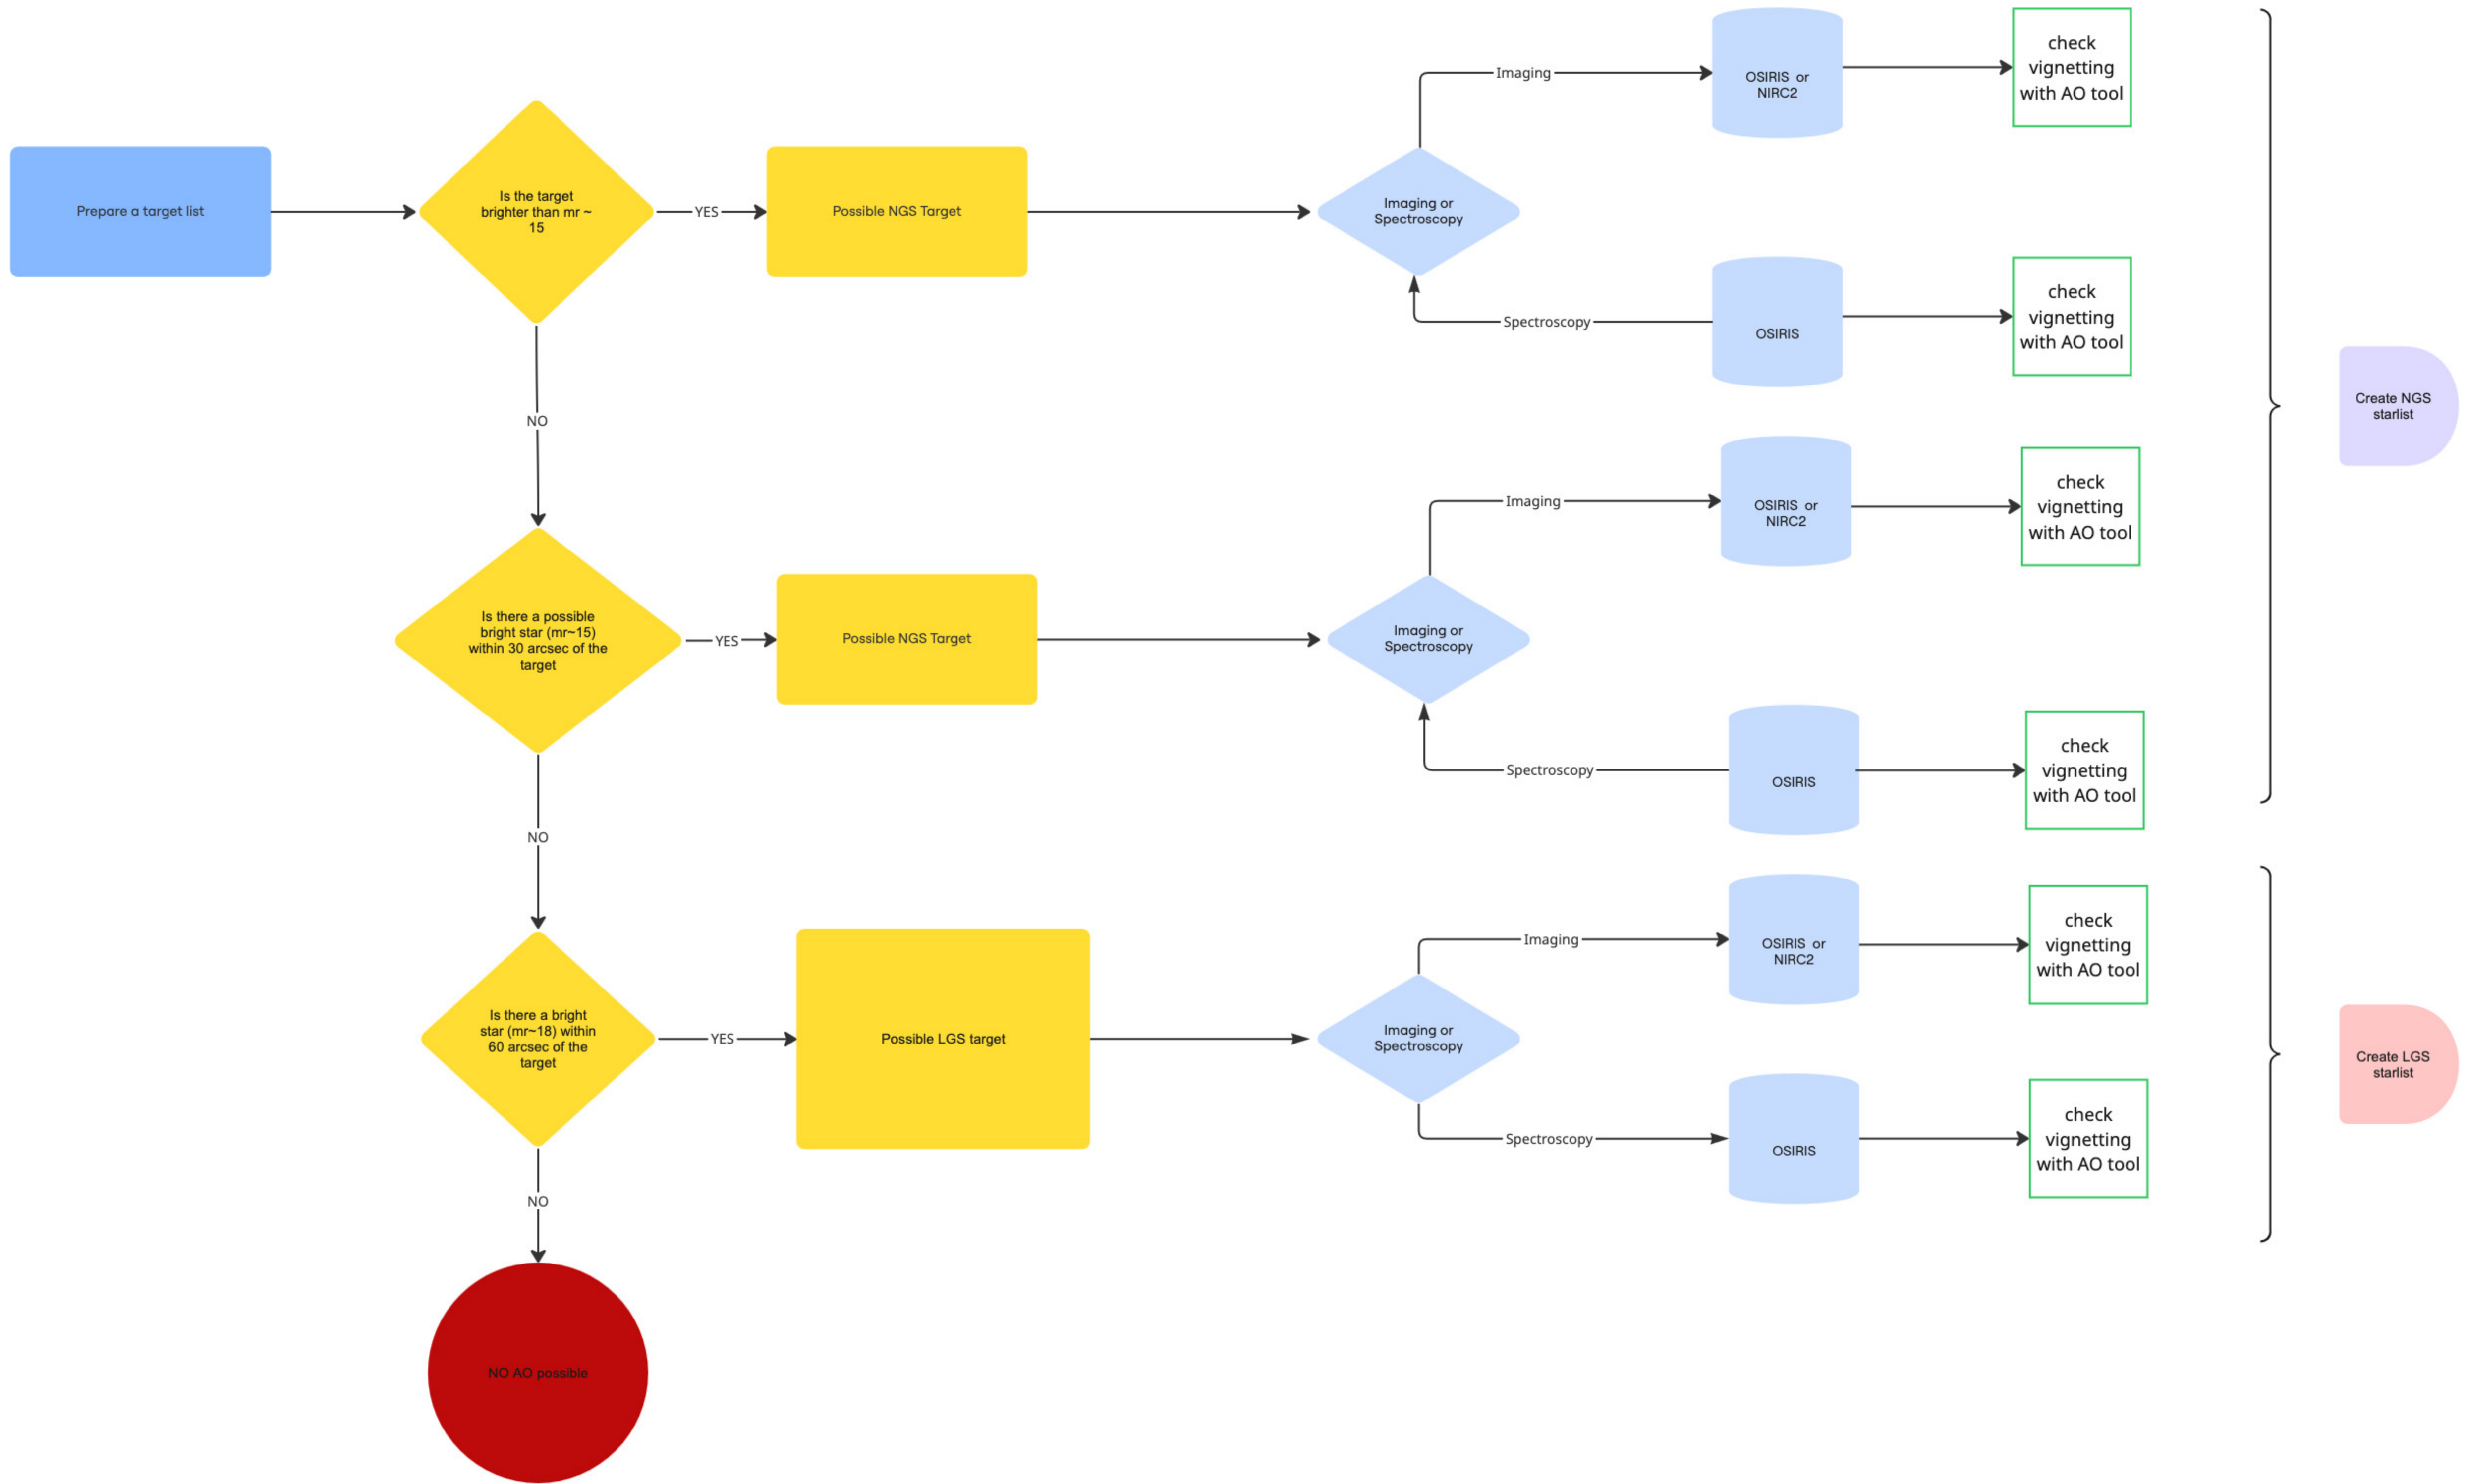 Prepare a target list
Is the target
brighter than mr ~
15
YES
Possible NGS Target
Imaging or
Spectroscopy
Imaging
OSIRIS or
NIRC2
check
vignetting
with AO tool
Spectroscopy
OSIRIS
check
vignetting
with AO tool
NO
Is there a possible
bright star (mr~15)
within 30 arcsec of the
target
YES
Possible NGS Target
Imaging or
Spectroscopy
Imaging
OSIRIS or
NIRC2
check
vignetting
with AO tool
Spectroscopy
OSIRIS
check
vignetting
with AO tool
Create NGS
starlist
NO
Is there a bright
star (mr~18) within
60 arcsec of the
target
YES
Possible LGS target
Imaging or
Spectroscopy
Imaging
OSIRIS or
NIRC2
check
vignetting
with AO tool
Spectroscopy
OSIRIS
check
vignetting
with AO tool
Create LGS
starlist
NO
NO AO possible